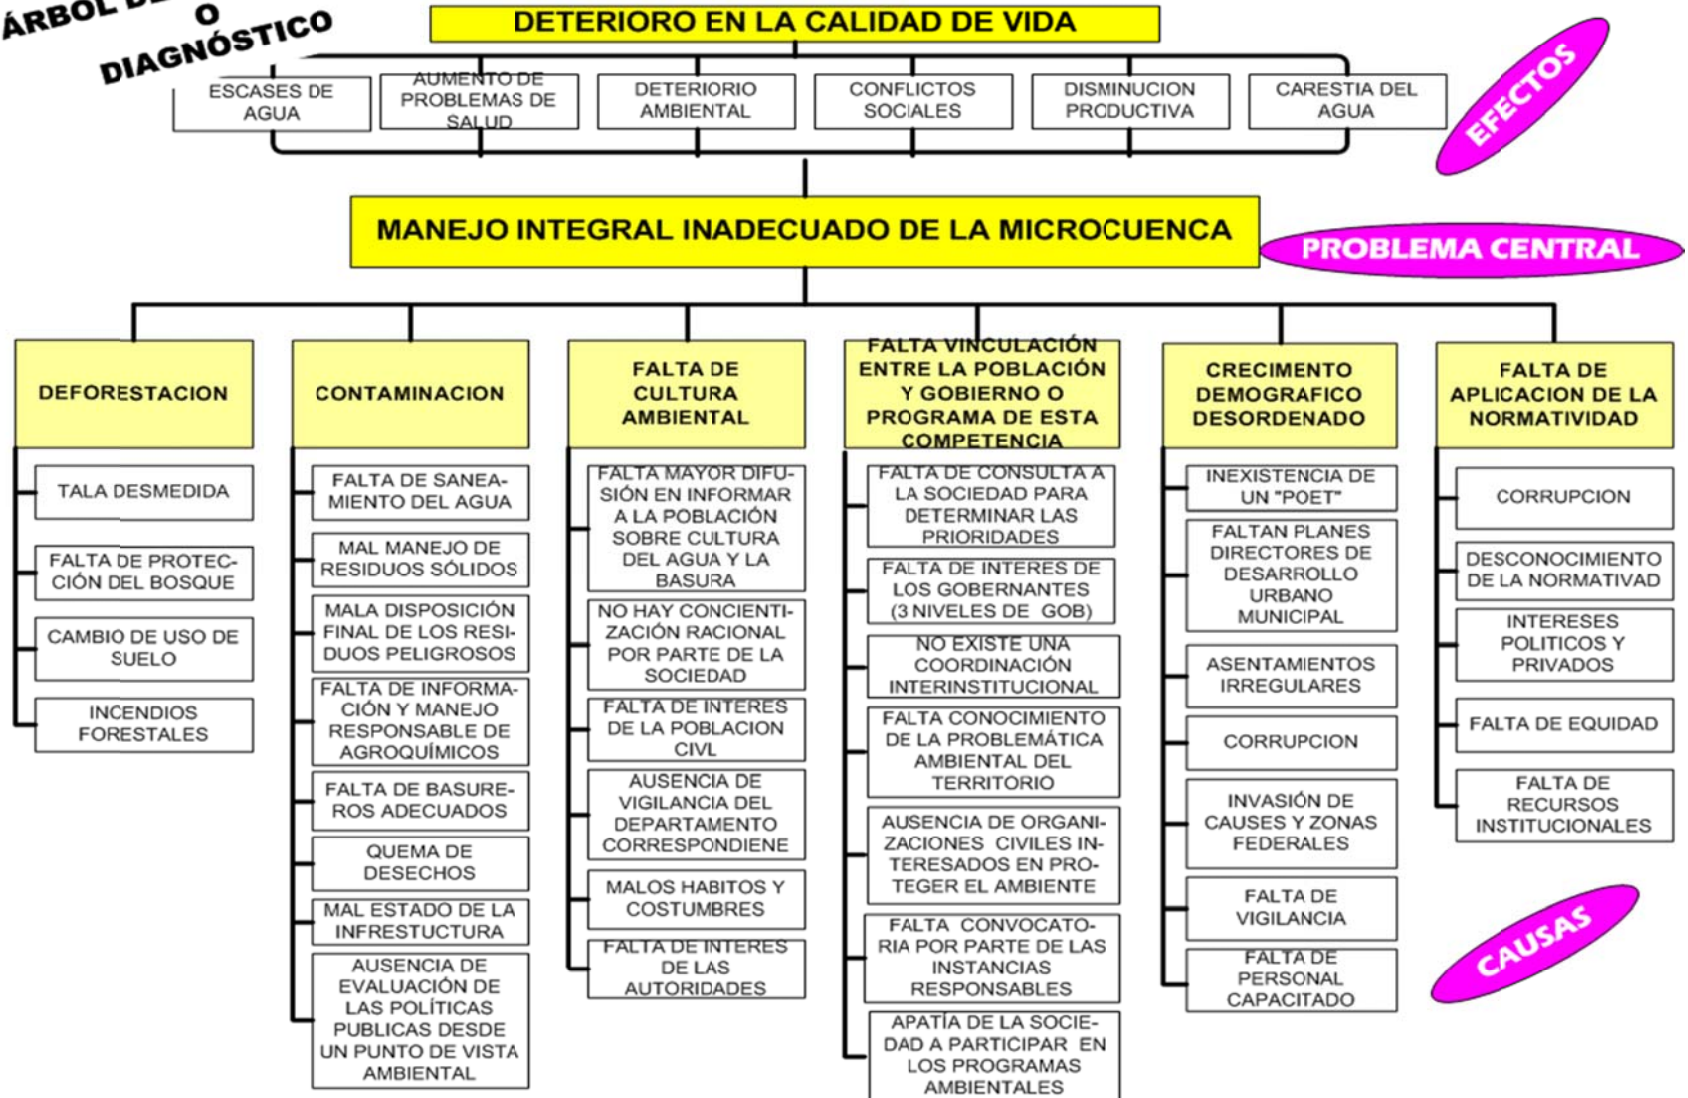 ÁRBOL DE
O
DIAGNÓSTICO
DETERIORO EN LA CALIDAD DE VIDA
ESCASES DE
AGUA
AUMENTO DE
PROBLEMAS DE
SALUD
DETERIORIO
AMBIENTAL
CONFLICTOS
SOCIALES
DISMINUCION
PRODUCTIVA
CARESTIA DEL
AGUA
EFECTOS
MANEJO INTEGRAL INADECUADO DE LA MICROCUENCA
PROBLEMA CENTRAL
DEFORESTACION
TALA DESMEDIDA
FALTA DE PROTEC-
CIÓN DEL BOSQUE
CAMBIO DE USO DE
SUELO
INCENDIOS
FORESTALES
CONTAMINACION
FALTA DE SANEA-
MIENTO DEL AGUA
MAL MANEJO DE
RESIDUOS SÓLIDOS
MALA DISPOSICIÓN
FINAL DE LOS RESI-
DUOS PELIGROSOS
FALTA DE INFORMA-
CIÓN Y MANEJO
RESPONSABLE DE
AGROQUÍMICOS
FALTA DE BASURE-
ROS ADECUADOS
QUEMA DE
DESECHOS
MAL ESTADO DE LA
INFRESTUCTURA
AUSENCIA DE
EVALUACIÓN DE
LAS POLÍTICAS
PUBLICAS DESDE
UN PUNTO DE VISTA
AMBIENTAL
FALTA DE
CULTURA
AMBIENTAL
FALTA MAYOR DIFU-
SIÓN EN INFORMAR
A LA POBLACIÓN
SOBRE CULTURA
DEL AGUA Y LA
BASURA
NO HAY CONCIENTI-
ZACIÓN RACIONAL
POR PARTE DE LA
SOCIEDAD
FALTA DE INTERES
DE LA POBLACION
CIVL
AUSENCIA DE
VIGILANCIA DEL
DEPARTAMENTO
CORRESPONDIENE
MALOS HABITOS Y
COSTUMBRES
FALTA DE INTERES
DE LAS
AUTORIDADES
FALTA VINCULACIÓN
ENTRE LA POBLACIÓN
Y GOBIERNO O
PROGRAMA DE ESTA
COMPETENCIA
FALTA DE CONSULTA A
LA SOCIEDAD PARA
DETERMINAR LAS
PRIORIDADES
FALTA DE INTERES DE
LOS GOBERNANTES
(3 NIVELES DE GOB)
NO EXISTE UNA
COORDINACIÓN
INTERINSTITUCIONAL
FALTA CONOCIMIENTO
DE LA PROBLEMÁTICA
AMBIENTAL DEL
TERRITORIO
AUSENCIA DE ORGANI-
ZACIONES CIVILES IN-
TERESADOS EN PRO-
TEGER EL AMBIENTE
FALTA CONVOCATO-
RIA POR PARTE DE LAS
INSTANCIAS
RESPONSABLES
APATÍA DE LA SOCIE-
DAD A PARTICIPAR EN
LOS PROGRAMAS
AMBIENTALES
CRECIMENTO
DEMOGRAFICO
DESORDENADO
INEXISTENCIA DE
UN "POET"
FALTAN PLANES
DIRECTORES DE
DESARROLLO
URBANO
MUNICIPAL
ASENTAMIENTOS
IRREGULARES
CORRUPCION
INVASIÓN DE
CAUSES Y ZONAS
FEDERALES
FALTA DE
VIGILANCIA
FALTA DE
PERSONAL
CAPACITADO
FALTA DE
APLICACION DE LA
NORMATIVIDAD
CORRUPCION
DESCONOCIMIENTO
DE LA NORMATIVAD
INTERESES
POLITICOS Y
PRIVADOS
FALTA DE EQUIDAD
FALTA DE
RECURSOS
INSTITUCIONALES
CAUSAS